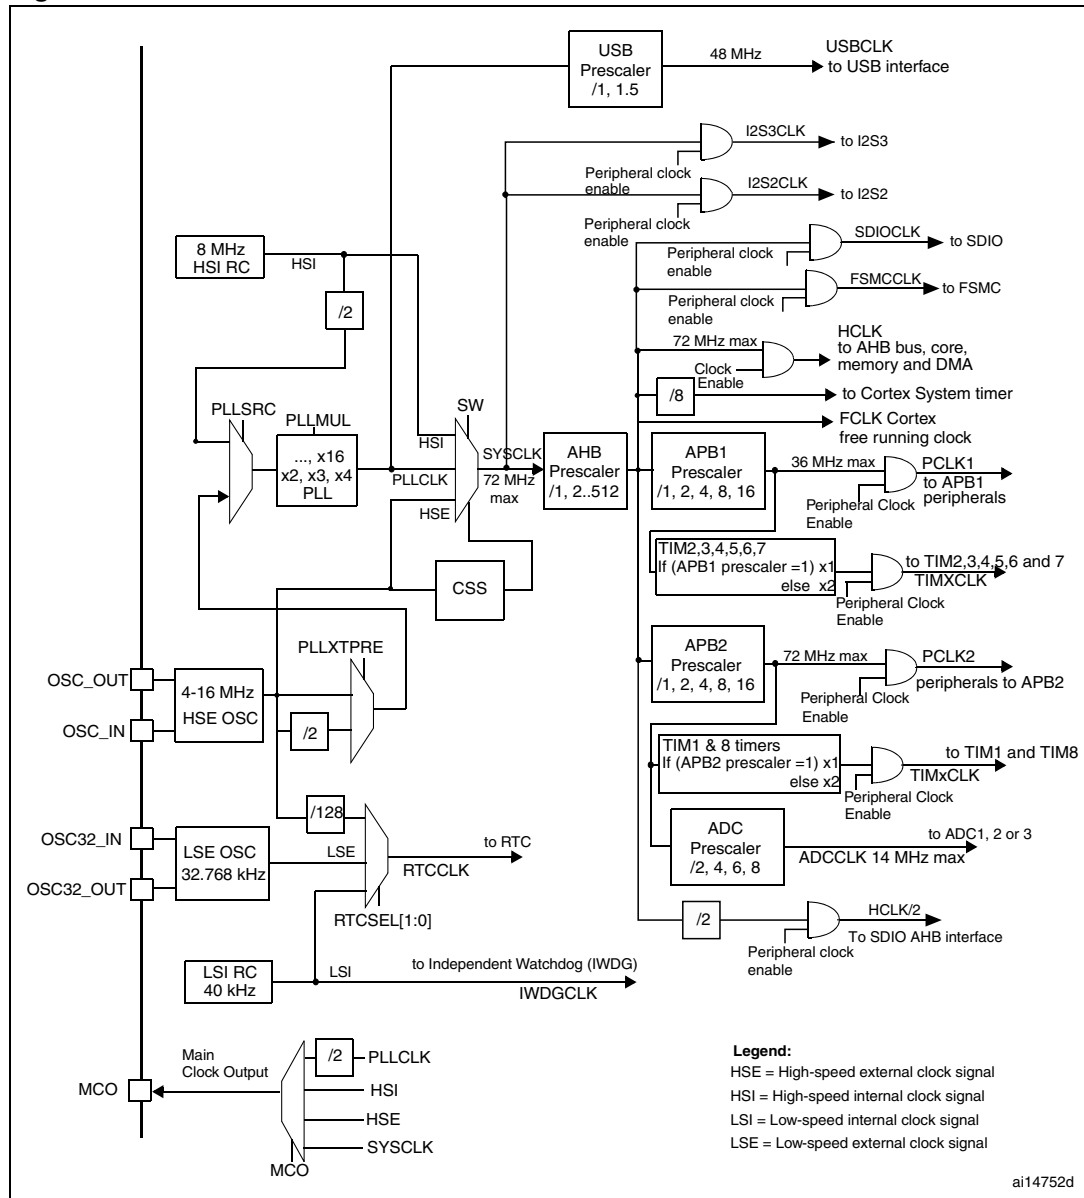 USB
Prescaler
/1, 1.5
48 MHz
USBCLK
to USB interface
I2S3CLK
to I2S3
Peripheral clock
enable
I2S2CLK
to I2S2
Peripheral clock
enable
SDIOCLK
to SDIO
Peripheral clock
enable
8 MHz
HSI RC
HSI
FSMCCLK
to FSMC
Peripheral clock
enable
/2
HCLK
to AHB bus, core,
memory and DMA
72 MHz max
Clock
Enable
/8
to Cortex System timer
FCLK Cortex
free running clock
PLLSRC
PLLMUL
..., x16
x2, x3, x4
PLL
SW
HSI
PLLCLK
HSE
SYSCLK
72 MHz
max
AHB
Prescaler
/1, 2..512
APB1
Prescaler
/1, 2, 4, 8, 16
36 MHz max
PCLK1
to APB1
peripherals
Peripheral Clock
Enable
TIM2,3,4,5,6,7
If (APB1 prescaler =1) x1
else x2
to TIM2,3,4,5,6 and 7
TIMXCLK
Peripheral Clock
Enable
CSS
PLLXTPRE
OSC_OUT
OSC_IN
4-16 MHz
HSE OSC
/2
APB2
Prescaler
/1, 2, 4, 8, 16
72 MHz max
PCLK2
peripherals to APB2
Peripheral Clock
Enable
TIM1 & 8 timers
If (APB2 prescaler =1) x1
else x2
to TIM1 and TIM8
TIMxCLK
Peripheral Clock
Enable
/128
OSC32_IN
OSC32_OUT
LSE OSC
32.768 kHz
LSE
to RTC
RTCCLK
RTCSEL[1:0]
ADC
Prescaler
/2, 4, 6, 8
to ADC1, 2 or 3
ADCCLK 14 MHz max
/2
HCLK/2
To SDIO AHB interface
Peripheral clock
enable
LSI RC
40 kHz
LSI
to Independent Watchdog (IWDG)
IWDGCLK
MCO
Main
Clock Output
/2
PLLCLK
HSI
HSE
SYSCLK
MCO
Legend:
HSE = High-speed external clock signal
HSI = High-speed internal clock signal
LSI = Low-speed internal clock signal
LSE = Low-speed external clock signal
ai14752d